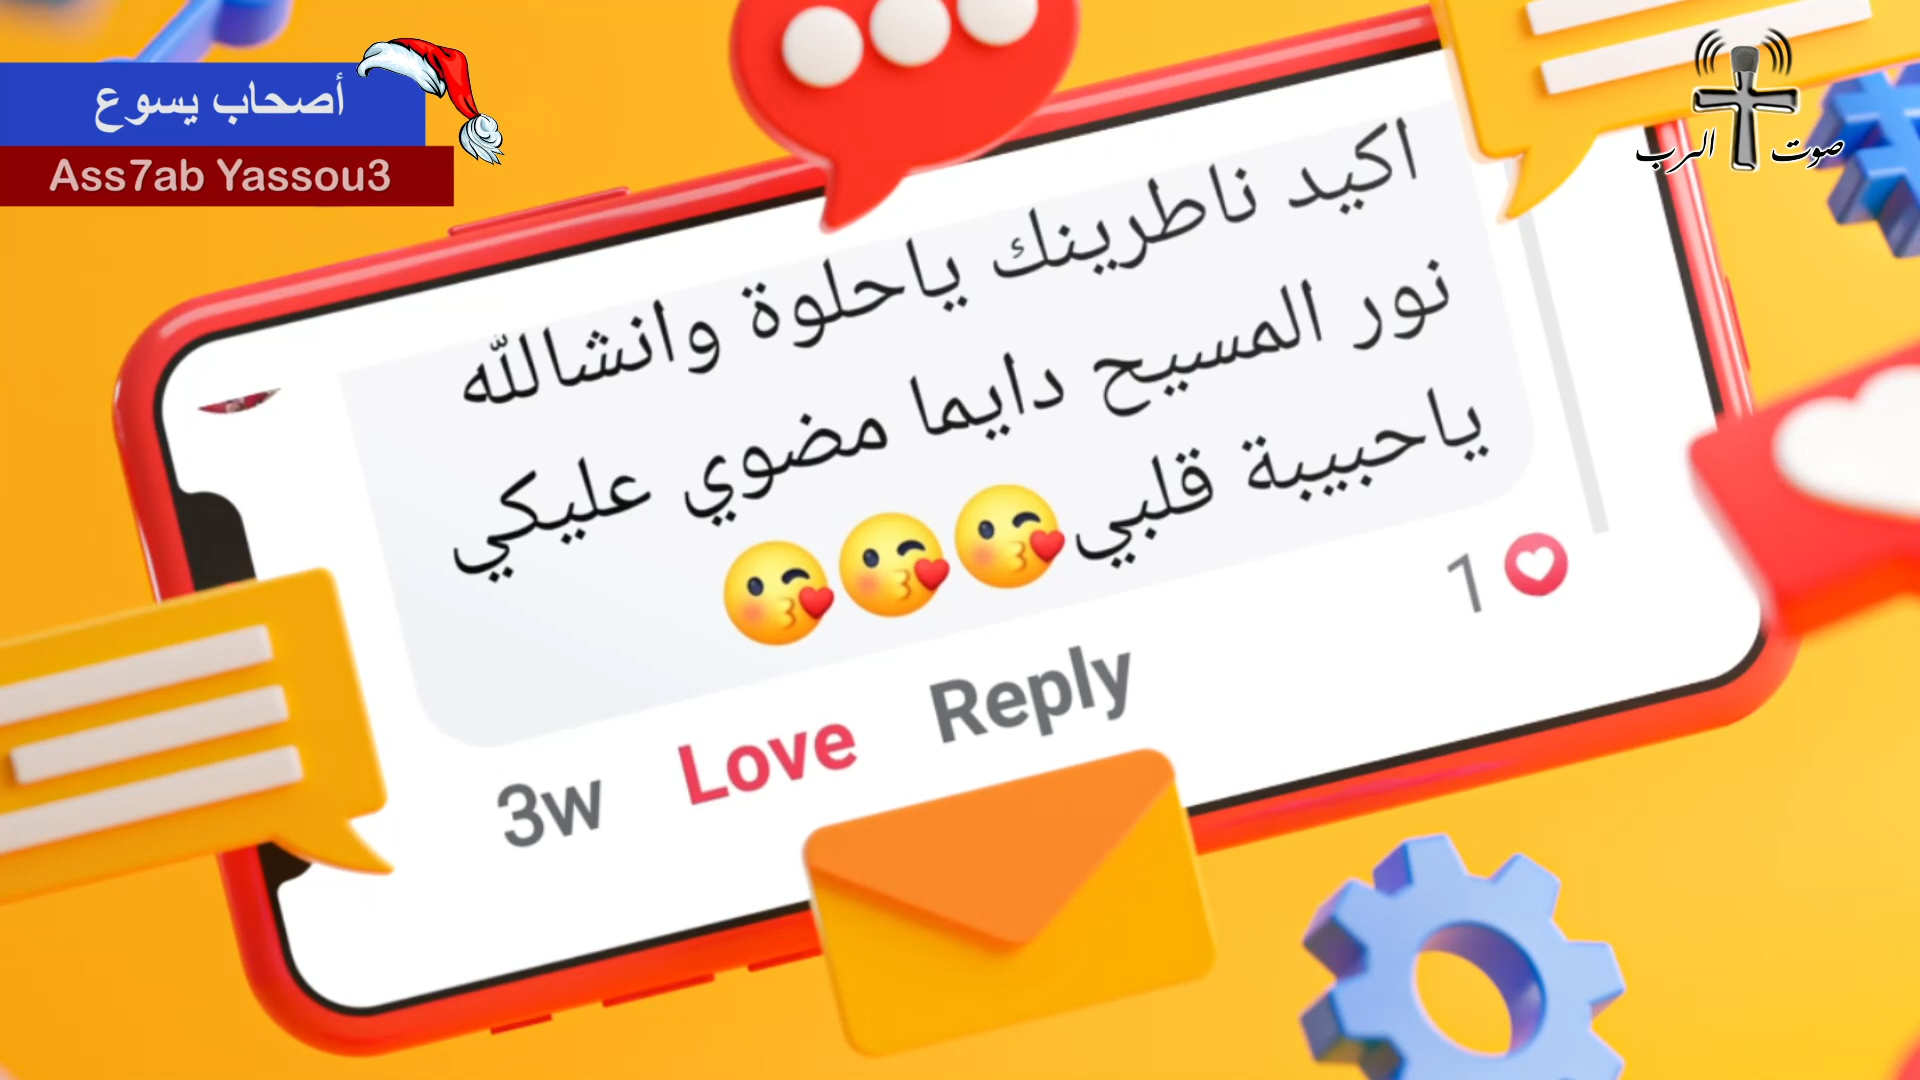 أصحاب يسوع
Ass7ab Yassou3
صوت الرب
اكيد ناطرينك ياحلوة وانشالله
نور المسيح دايما مضوي عليكي
ياحبيبة قلبي😘😘😘
1
3w Love Reply